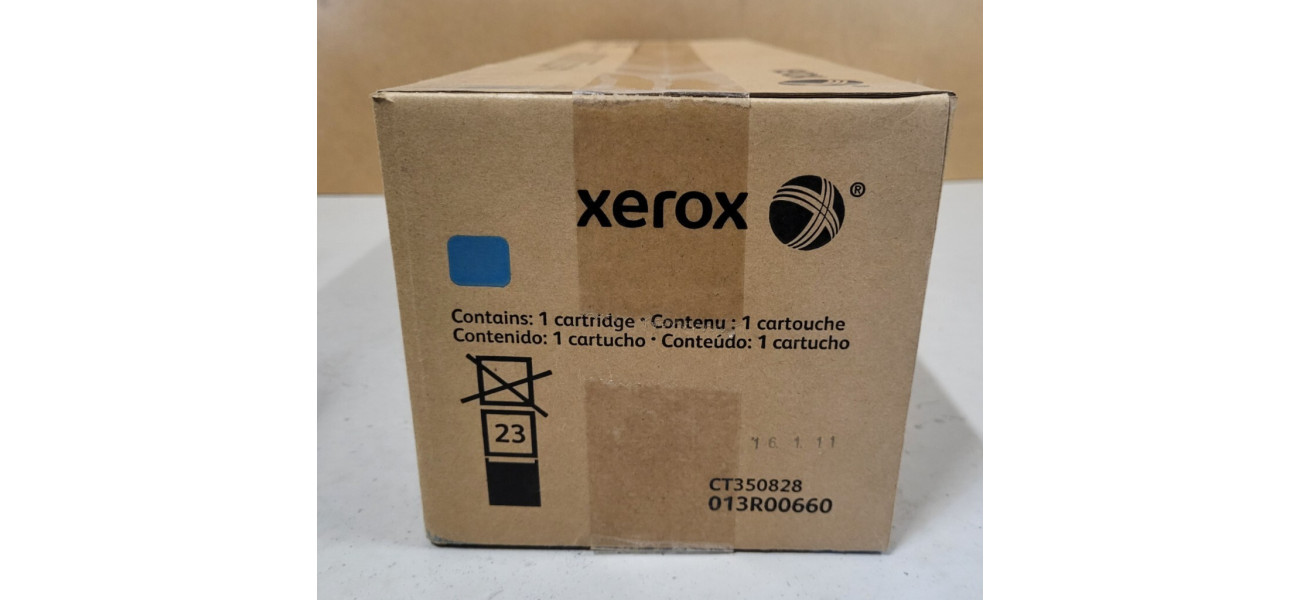 xerox
xerox ®
Contains: 1 cartridge · Contenu : 1 cartouche
Contenido: 1 cartucho · Conteúdo: 1 cartucho
23
16. 1. 11
CT350828
013R00660